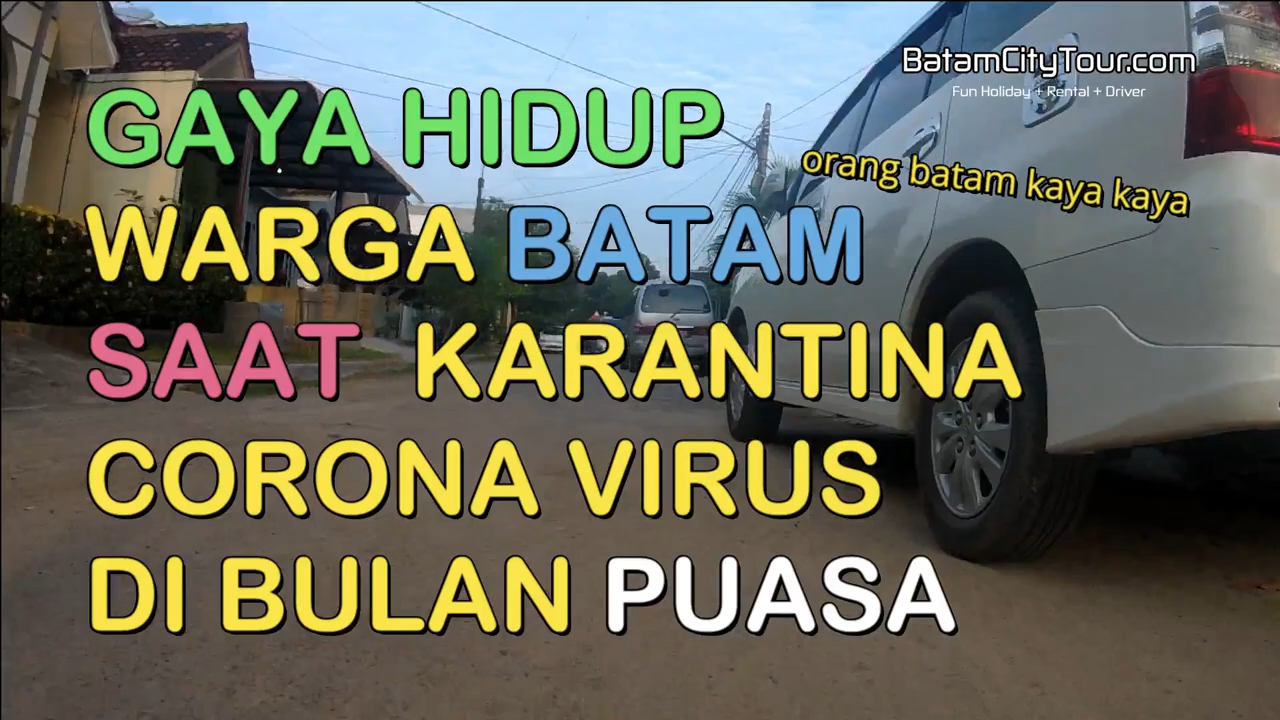 BatamCityTour.com
Fun Holiday + Rental + Driver
GAYA HIDUP
orang batam kaya kaya
WARGA BATAM
SAAT KARANTINA
CORONA VIRUS
DI BULAN PUASA